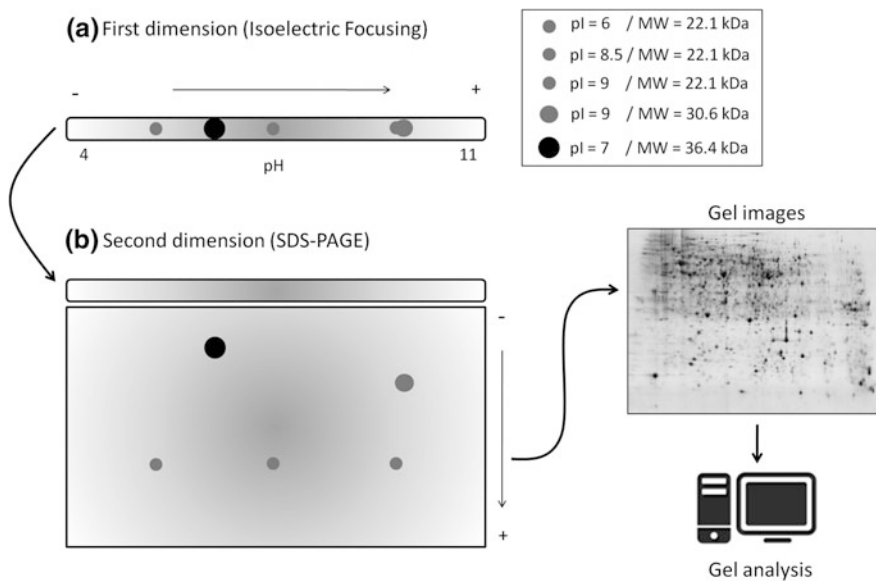 (a) First dimension (Isoelectric Focusing)
- +
4 11
pH
pI = 6 / MW = 22.1 kDa
pI = 8.5 / MW = 22.1 kDa
pI = 9 / MW = 22.1 kDa
pI = 9 / MW = 30.6 kDa
pI = 7 / MW = 36.4 kDa
(b) Second dimension (SDS-PAGE)
-
+
Gel images
Gel analysis